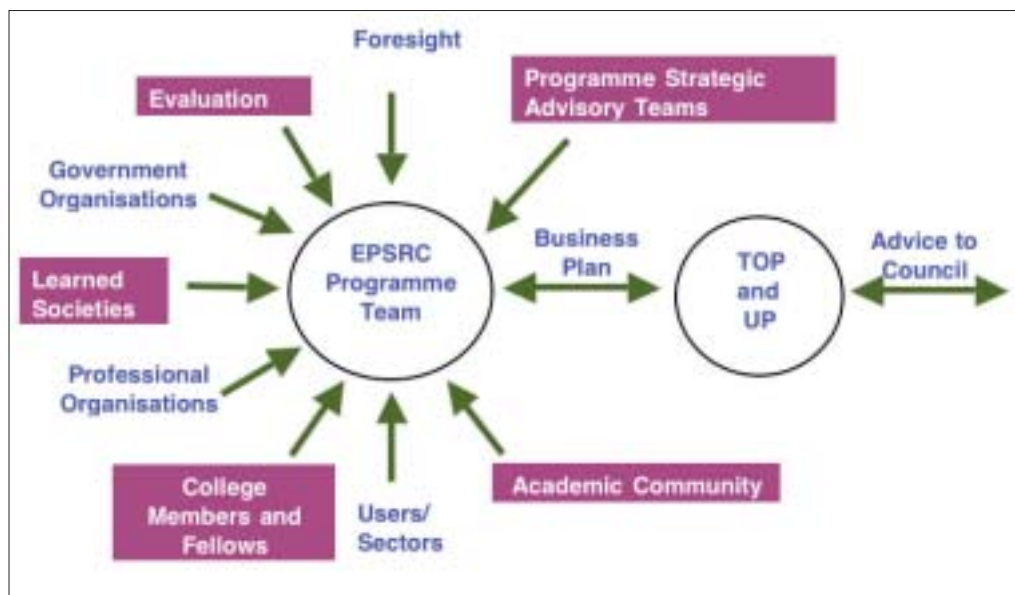 Foresight
Programme Strategic
Advisory Teams
Evaluation
Government
Organisations
EPSRC
Programme
Team
Business
Plan
TOP
and
UP
Advice to
Council
Learned
Societies
Professional
Organisations
College
Members and
Fellows
Users/
Sectors
Academic Community